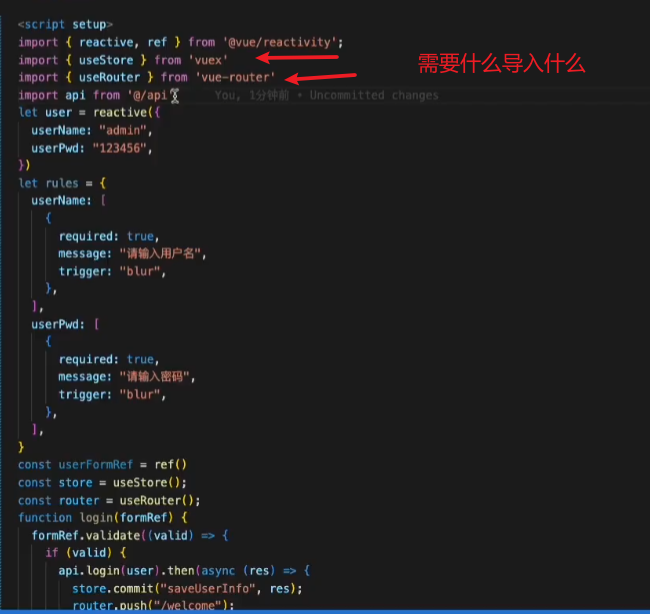 <script setup>
import { reactive, ref } from '@vue/reactivity';
import { useStore } from 'vuex'
import { useRouter } from 'vue-router'
需要什么导入什么
import api from '@/api' You, 1分钟前 • Uncommitted changes
let user = reactive({
userName: "admin",
userPwd: "123456",
})
let rules = {
userName: [
{
required: true,
message: "请输入用户名",
trigger: "blur",
},
],
userPwd: [
{
required: true,
message: "请输入密码",
trigger: "blur",
},
],
}
const userFormRef = ref()
const store = useStore();
const router = useRouter();
function login(formRef) {
formRef.validate((valid) => {
if (valid) {
api.login(user).then(async (res) => {
store.commit("saveUserInfo", res);
router.push("/welcome");